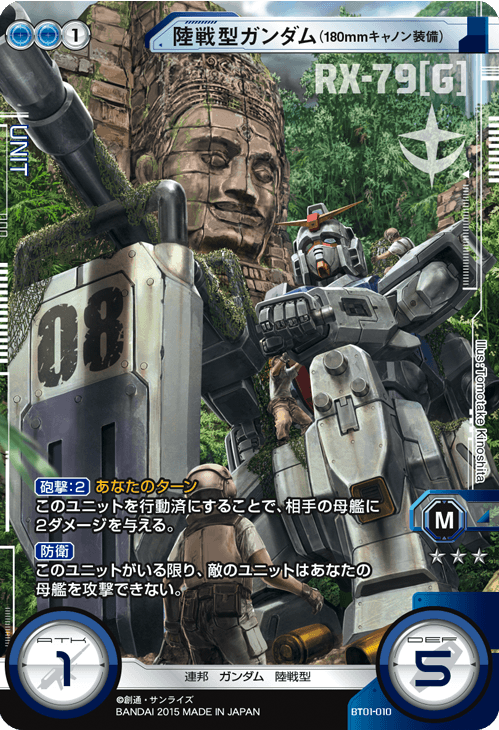 1
陸戦型ガンダム(180mmキャノン装備)
RX-79[G]
UNIT
08
Illus:Tomotake Kinoshita
砲撃:2 あなたのターン
このユニットを行動済にすることで、相手の母艦に
2ダメージを与える。
防衛
このユニットがいる限り、敵のユニットはあなたの
母艦を攻撃できない。
M
ATK
1
DEF
5
連邦 ガンダム 陸戦型
©創通・サンライズ
BANDAI 2015 MADE IN JAPAN
BT01-010